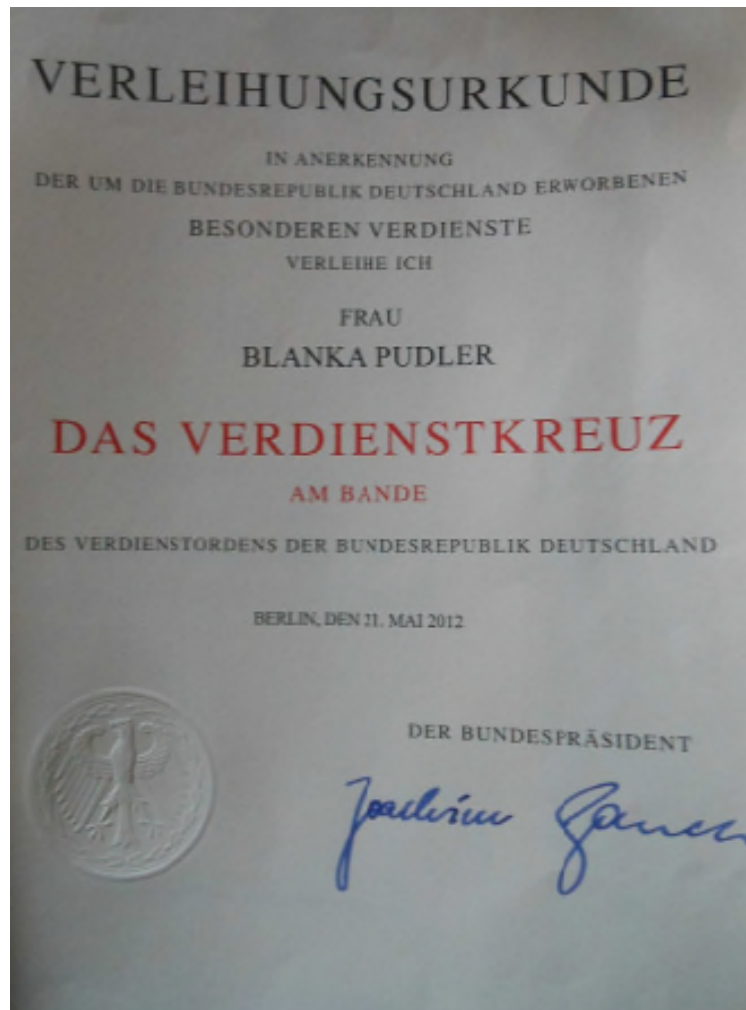 VERLEIHUNGSURKUNDE
IN ANERKENNUNG
DER UM DIE BUNDESREPUBLIK DEUTSCHLAND ERWORBENEN
BESONDEREN VERDIENSTE
VERLEIHE ICH
FRAU
BLANKA PUDLER
DAS VERDIENSTKREUZ
AM BANDE
DES VERDIENSTORDENS DER BUNDESREPUBLIK DEUTSCHLAND
BERLIN, DEN 21. MAI 2012
DER BUNDESPRÄSIDENT
Joachim Gauck